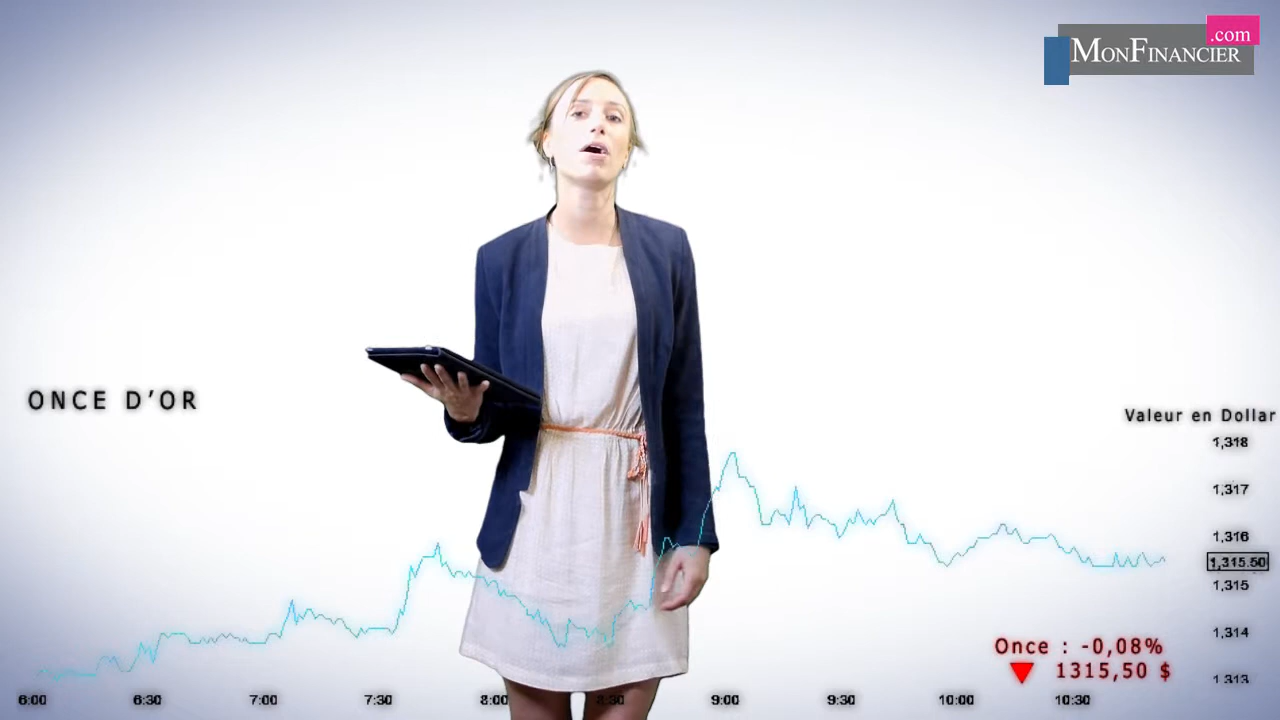 .com
MONFINANCIER
ONCE D'OR
Valeur en Dollar
1,318
1,317
1,316
1,315.50
1,315
1,314
1,313
Once : -0,08%
1315,50 $
6:00 6:30 7:00 7:30 8:00 8:30 9:00 9:30 10:00 10:30